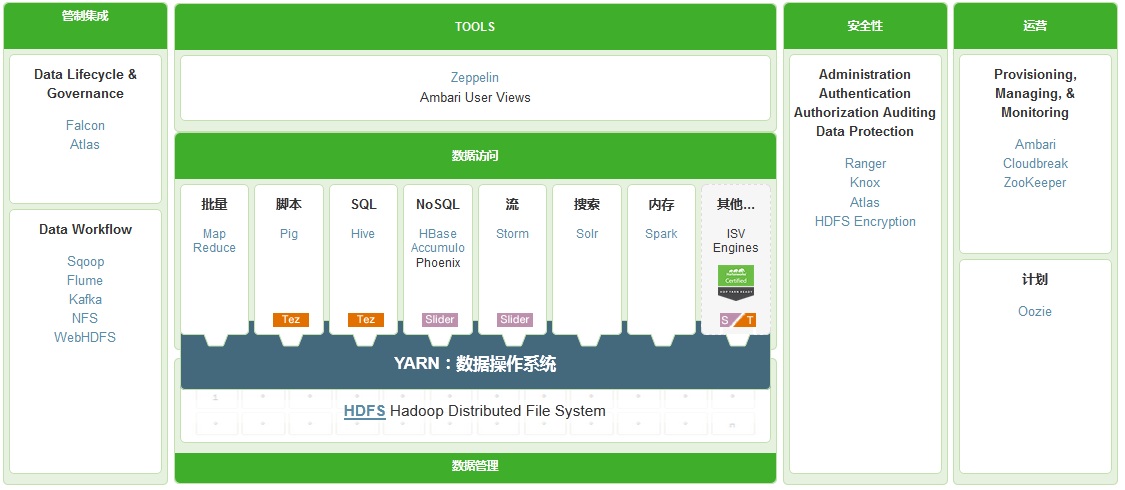 管制集成
Data Lifecycle &
Governance
Falcon
Atlas
Data Workflow
Sqoop
Flume
Kafka
NFS
WebHDFS
TOOLS
Zeppelin
Ambari User Views
数据访问
批量
Map
Reduce
脚本
Pig
Tez
SQL
Hive
Tez
NoSQL
HBase
Accumulo
Phoenix
Slider
流
Storm
Slider
搜索
Solr
内存
Spark
其他...
ISV
Engines
Certified
S T
YARN：数据操作系统
HDFS Hadoop Distributed File System
数据管理
安全性
Administration
Authentication
Authorization Auditing
Data Protection
Ranger
Knox
Atlas
HDFS Encryption
运营
Provisioning,
Managing, &
Monitoring
Ambari
Cloudbreak
ZooKeeper
计划
Oozie